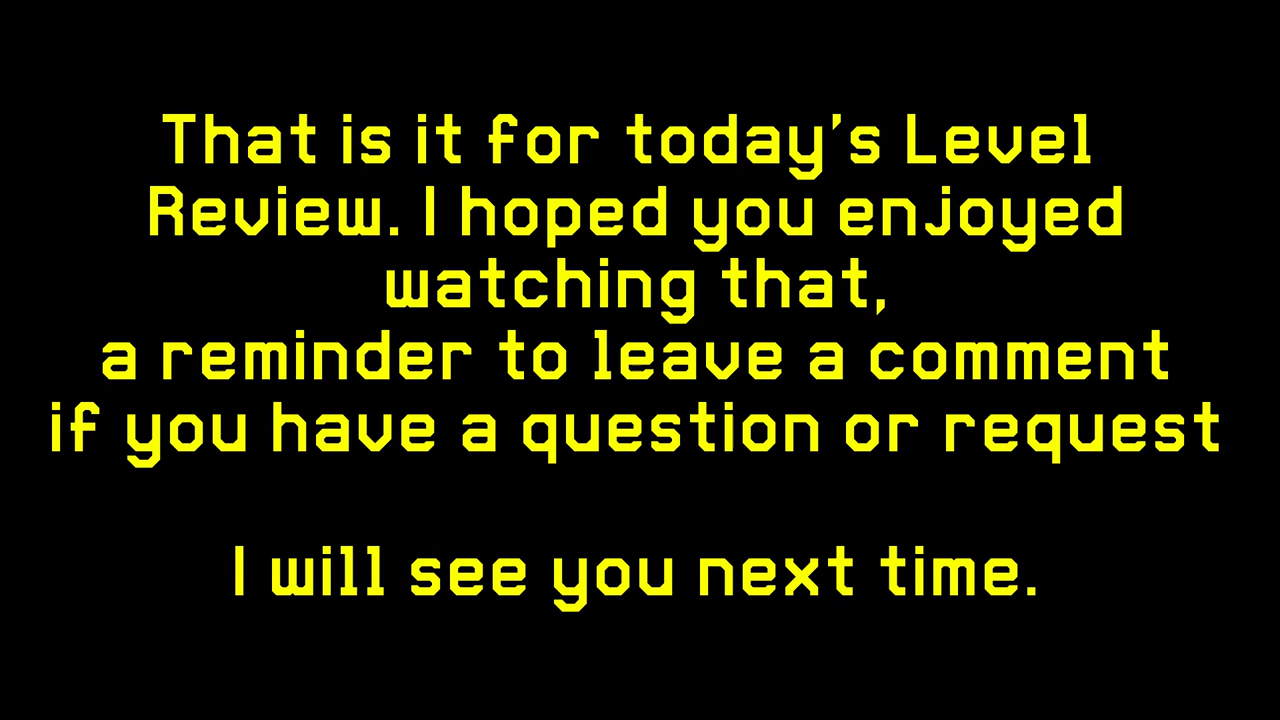 That is it for today's Level
Review. I hoped you enjoyed
watching that,
a reminder to leave a comment
if you have a question or request
I will see you next time.